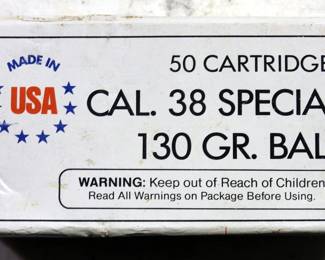 MADE IN
USA
50 CARTRIDGE
CAL. 38 SPECIA
130 GR. BAL
WARNING: Keep out of Reach of Children
Read All Warnings on Package Before Using.